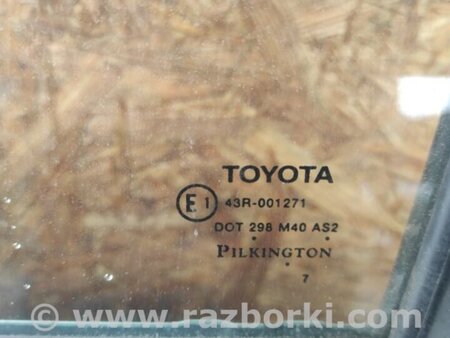 TOYOTA
E1 43R-001271
DOT 298 M40 AS2
PILKINGTON
7
www.razborki.com